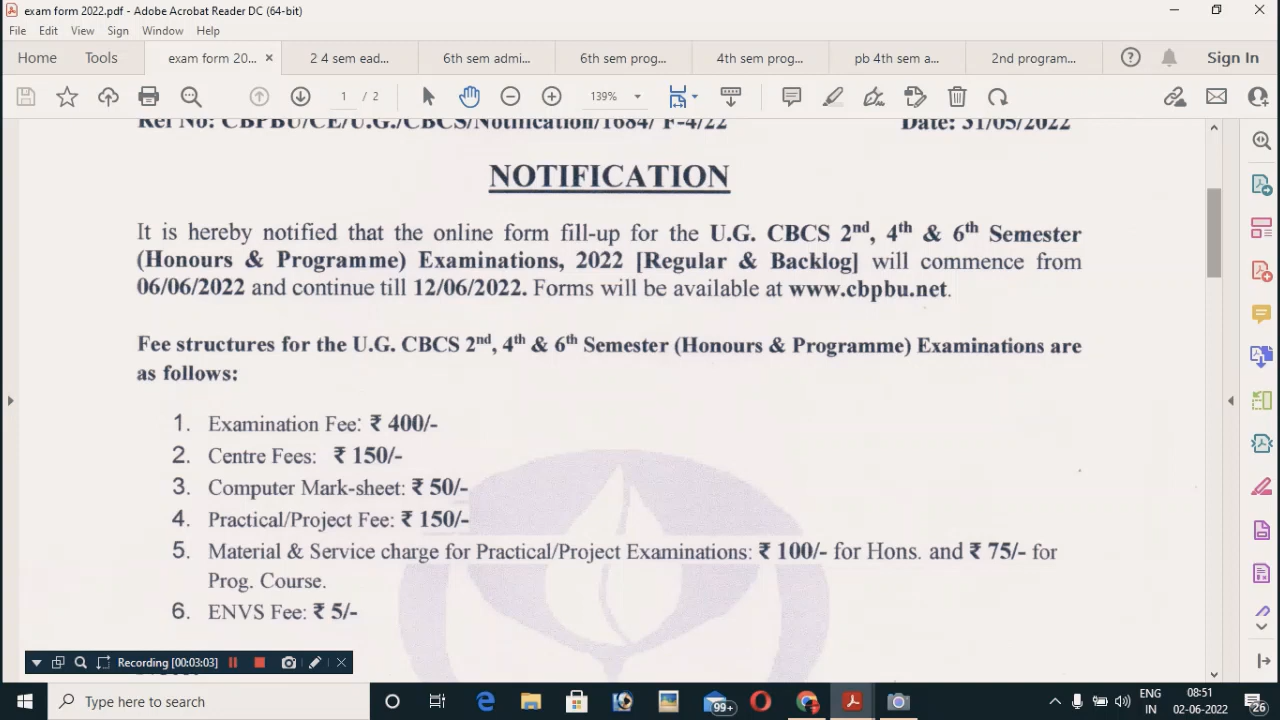 exam form 2022.pdf - Adobe Acrobat Reader DC (64-bit)
File Edit View Sign Window Help
Home Tools exam form 20... × 2 4 sem ead... 6th sem admi... 6th sem prog... 4th sem prog... pb 4th sem a... 2nd program... Sign In
1 / 2 139%
Ref No: CBPBU/CE/U.G./CBCS/Notification/1684/ F-4/22 Date: 31/05/2022
NOTIFICATION
It is hereby notified that the online form fill-up for the U.G. CBCS 2nd, 4th & 6th Semester
(Honours & Programme) Examinations, 2022 [Regular & Backlog] will commence from
06/06/2022 and continue till 12/06/2022. Forms will be available at www.cbpbu.net.
Fee structures for the U.G. CBCS 2nd, 4th & 6th Semester (Honours & Programme) Examinations are
as follows:
1. Examination Fee: ₹ 400/-
2. Centre Fees: ₹ 150/-
3. Computer Mark-sheet: ₹ 50/-
4. Practical/Project Fee: ₹ 150/-
5. Material & Service charge for Practical/Project Examinations: ₹ 100/- for Hons. and ₹ 75/- for
Prog. Course.
6. ENVS Fee: ₹ 5/-
Recording [00:03:03]
Type here to search 99+ ENG 08:51
IN 02-06-2022 26